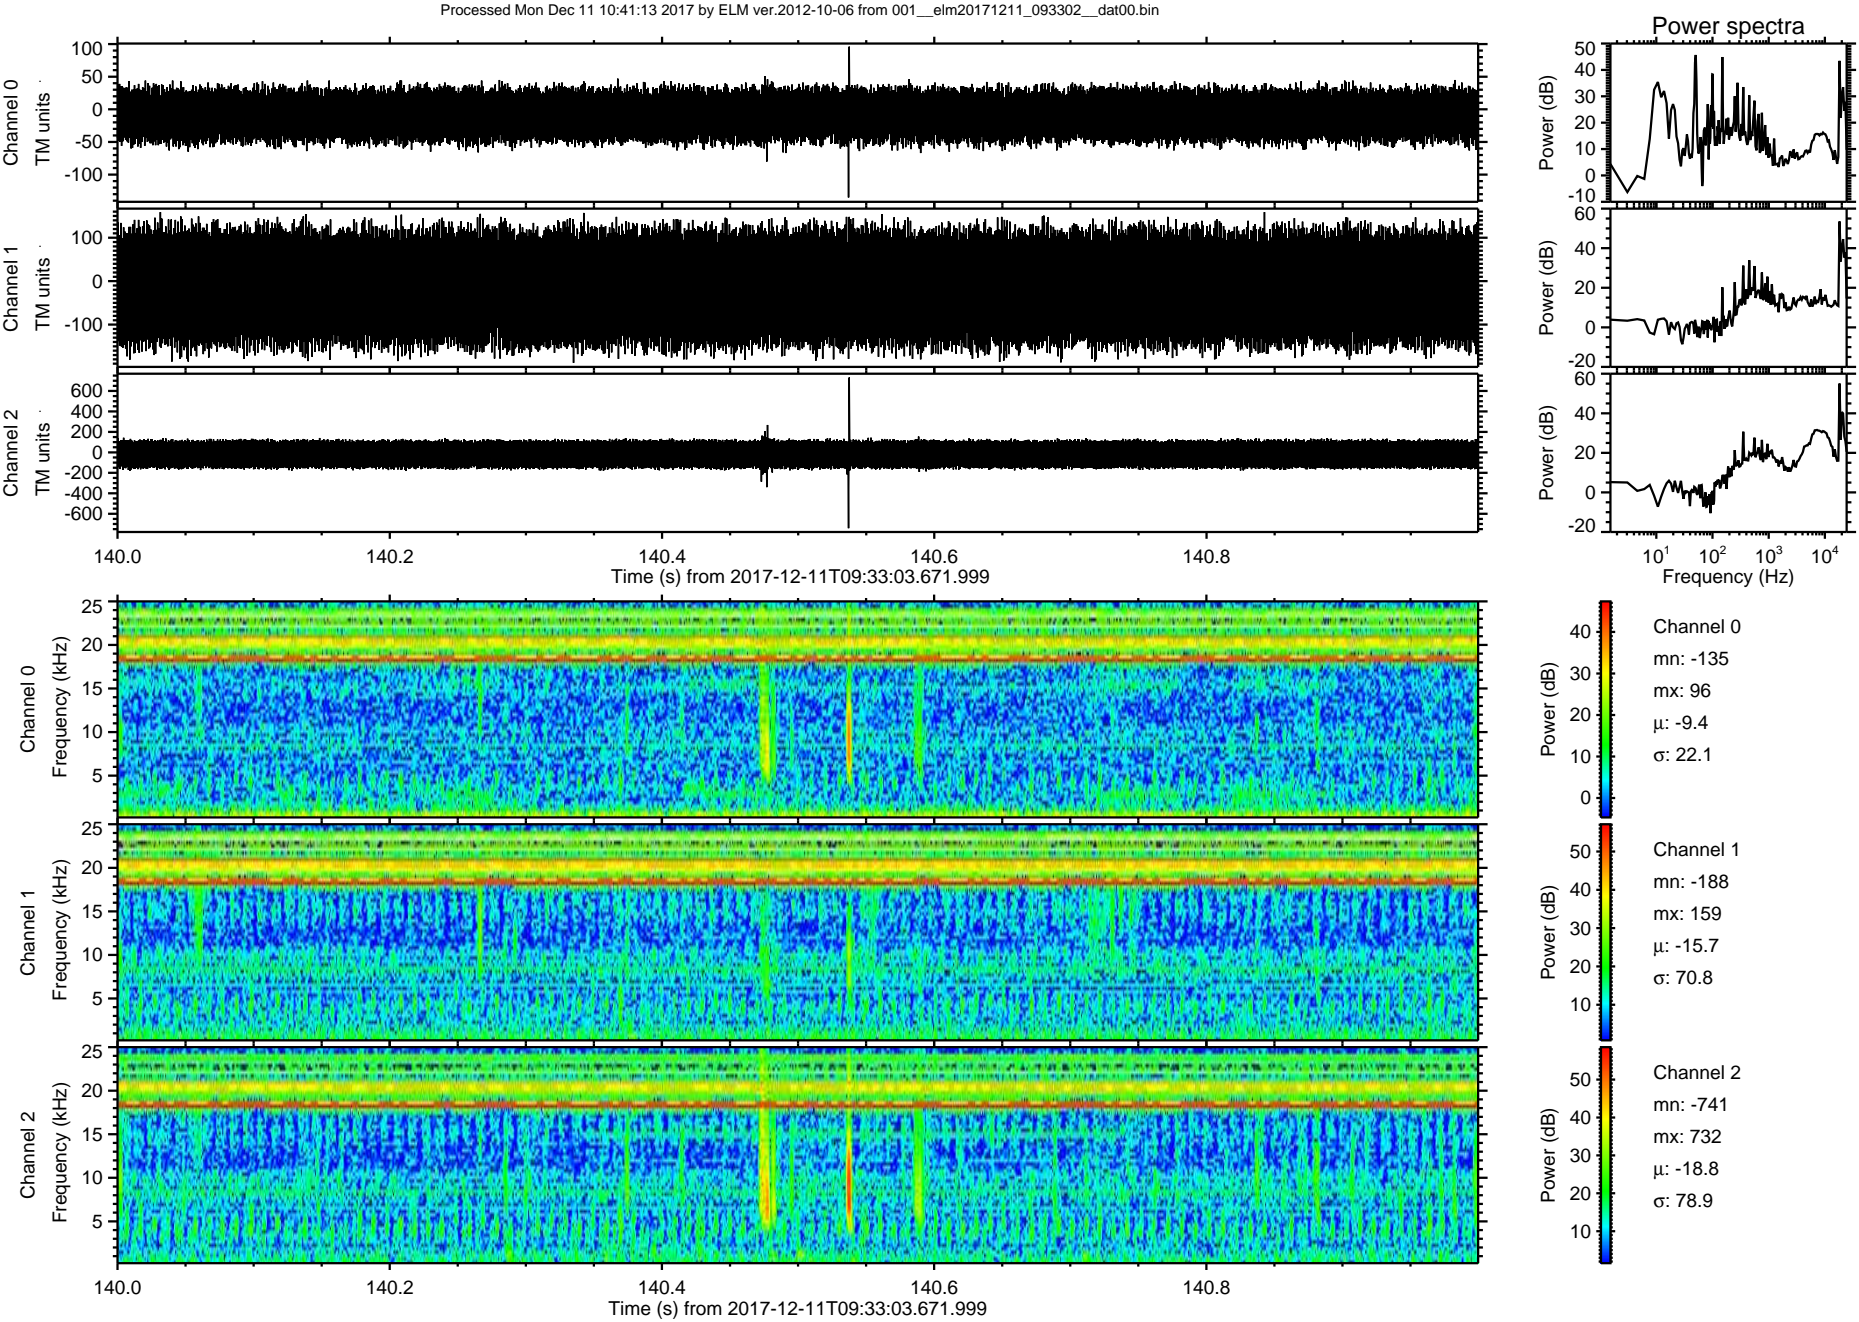 Processed Mon Dec 11 10:41:13 2017 by ELM ver.2012-10-06 from 001__elm20171211_093302__dat00.bin
Power spectra
Channel 0
TM units
100
50
0
-50
-100
Power (dB)
50
40
30
20
10
0
-10
Channel 1
TM units
100
0
-100
Power (dB)
60
40
20
0
-20
Channel 2
TM units
600
400
200
0
-200
-400
-600
Power (dB)
60
40
20
0
-20
140.0 140.2 140.4 140.6 140.8
Time (s) from 2017-12-11T09:33:03.671.999
10^1 10^2 10^3 10^4
Frequency (Hz)
Channel 0
Frequency (kHz)
25
20
15
10
5
Power (dB)
40
30
20
10
0
Channel 0
mn: -135
mx: 96
μ: -9.4
σ: 22.1
Channel 1
Frequency (kHz)
25
20
15
10
5
Power (dB)
50
40
30
20
10
Channel 1
mn: -188
mx: 159
μ: -15.7
σ: 70.8
Channel 2
Frequency (kHz)
25
20
15
10
5
Power (dB)
50
40
30
20
10
Channel 2
mn: -741
mx: 732
μ: -18.8
σ: 78.9
140.0 140.2 140.4 140.6 140.8
Time (s) from 2017-12-11T09:33:03.671.999